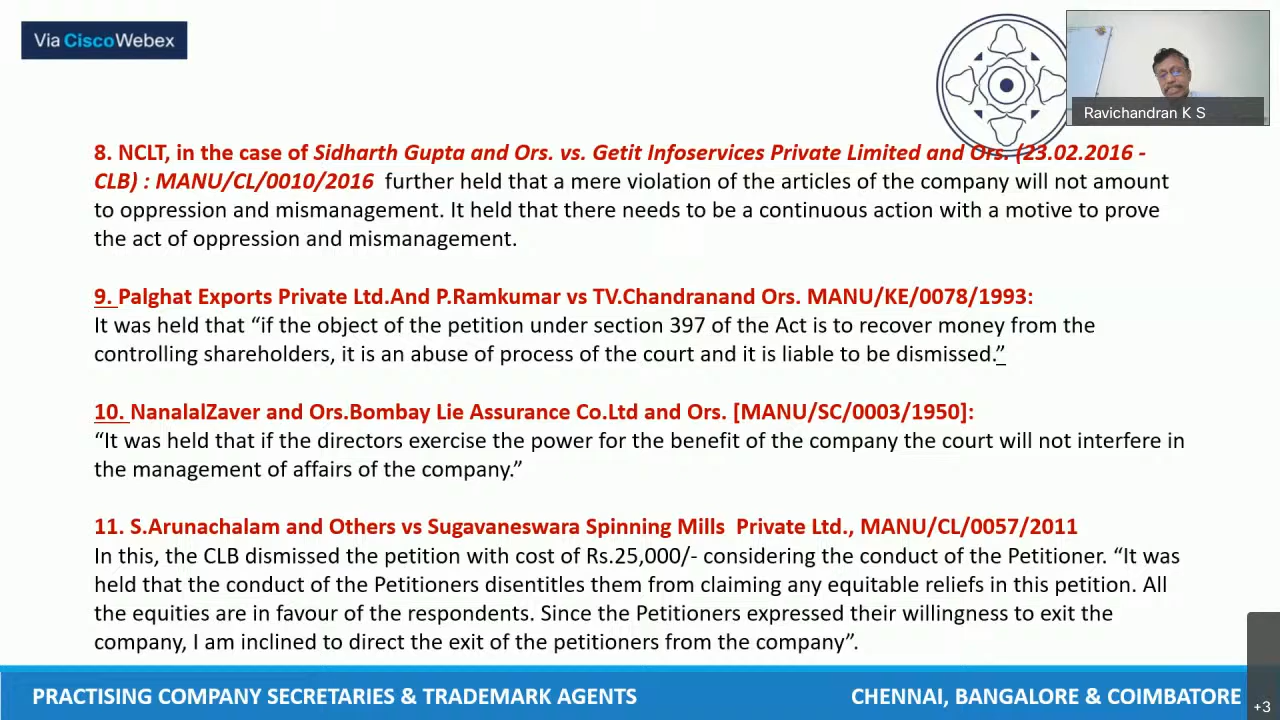 Via CiscoWebex
Ravichandran K S
8. NCLT, in the case of Sidharth Gupta and Ors. vs. Getit Infoservices Private Limited and Ors. (23.02.2016 -
CLB) : MANU/CL/0010/2016 further held that a mere violation of the articles of the company will not amount
to oppression and mismanagement. It held that there needs to be a continuous action with a motive to prove
the act of oppression and mismanagement.
9. Palghat Exports Private Ltd.And P.Ramkumar vs TV.Chandranand Ors. MANU/KE/0078/1993:
It was held that “if the object of the petition under section 397 of the Act is to recover money from the
controlling shareholders, it is an abuse of process of the court and it is liable to be dismissed.”
10. NanalalZaver and Ors.Bombay Lie Assurance Co.Ltd and Ors. [MANU/SC/0003/1950]:
“It was held that if the directors exercise the power for the benefit of the company the court will not interfere in
the management of affairs of the company.”
11. S.Arunachalam and Others vs Sugavaneswara Spinning Mills Private Ltd., MANU/CL/0057/2011
In this, the CLB dismissed the petition with cost of Rs.25,000/- considering the conduct of the Petitioner. “It was
held that the conduct of the Petitioners disentitles them from claiming any equitable reliefs in this petition. All
the equities are in favour of the respondents. Since the Petitioners expressed their willingness to exit the
company, I am inclined to direct the exit of the petitioners from the company”.
PRACTISING COMPANY SECRETARIES & TRADEMARK AGENTS
CHENNAI, BANGALORE & COIMBATORE
+3